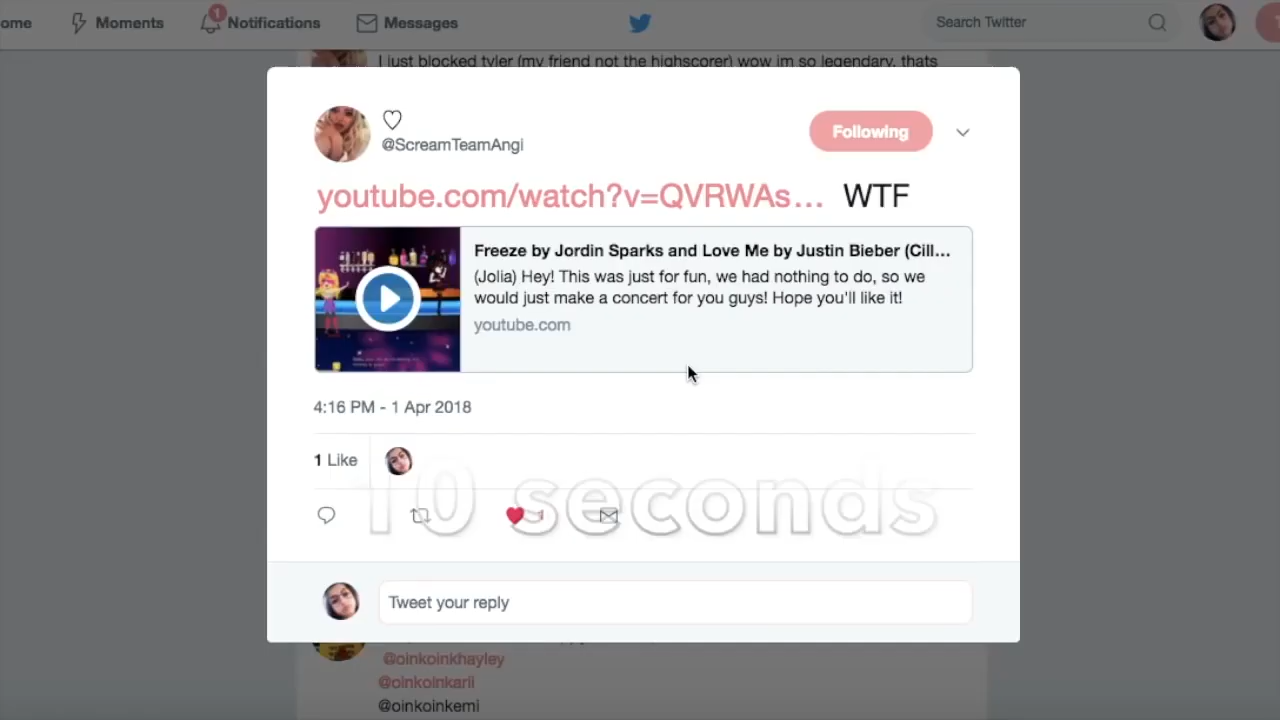 ome
Moments
1
Notifications
Messages
Search Twitter
I just blocked tyler (my friend not the highscorer) wow im so legendary, thats
@ScreamTeamAngi
Following
youtube.com/watch?v=QVRWAs... WTF
Freeze by Jordin Sparks and Love Me by Justin Bieber (Cill...
(Jolia) Hey! This was just for fun, we had nothing to do, so we
would just make a concert for you guys! Hope you'll like it!
youtube.com
4:16 PM - 1 Apr 2018
1 Like
10 seconds
Tweet your reply
@oinkoinkhayley
@oinkoinkarii
@oinkoinkemi